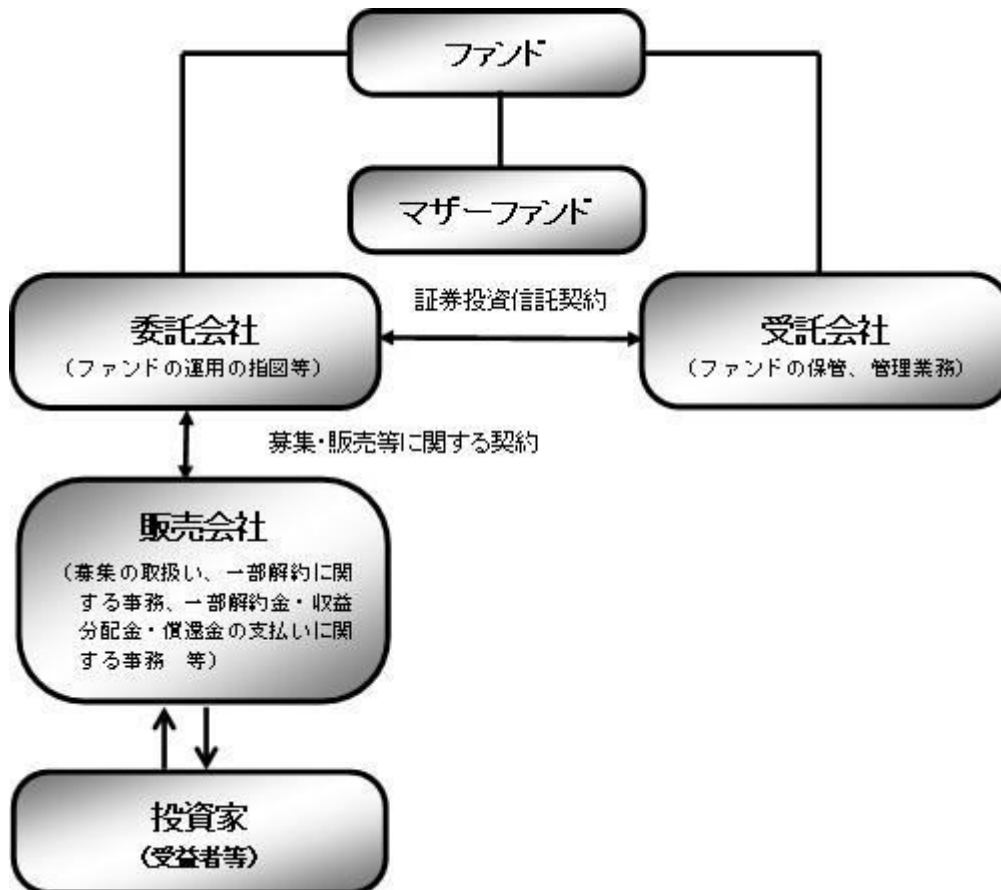 ファンド
マザーファンド
証券投資信託契約
委託会社
（ファンドの運用の指図等）
受託会社
（ファンドの保管、管理業務）
募集・販売等に関する契約
販売会社
（募集の取扱い、一部解約に関
する事務、一部解約金・収益
分配金・償還金の支払いに関
する事務　等）
投資家
（受益者等）